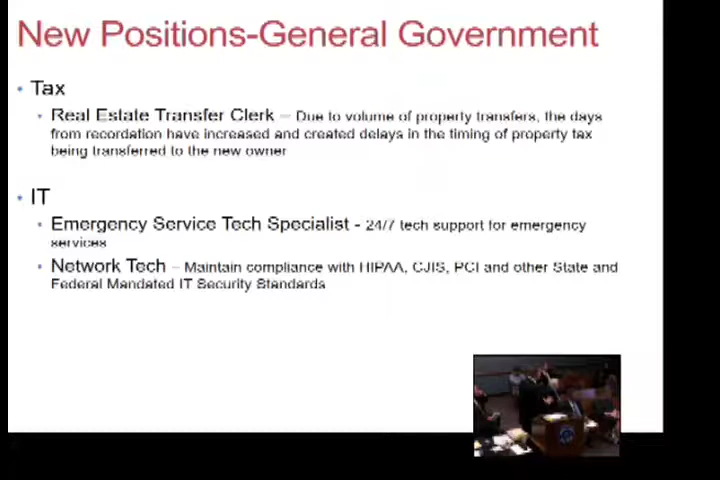 New Positions-General Government
• Tax
• Real Estate Transfer Clerk – Due to volume of property transfers, the days
from recordation have increased and created delays in the timing of property tax
being transferred to the new owner
• IT
• Emergency Service Tech Specialist - 24/7 tech support for emergency
services
• Network Tech – Maintain compliance with HIPAA, CJIS, PCI and other State and
Federal Mandated IT Security Standards